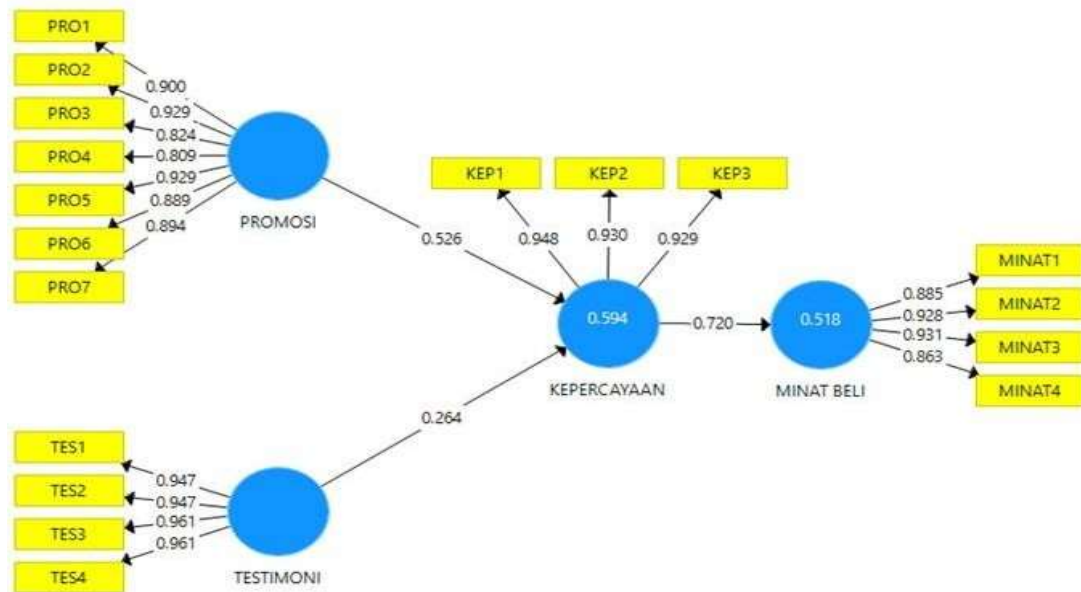 PRO1
PRO2
PRO3
PRO4
PRO5
PRO6
PRO7
0.900
0.929
0.824
0.809
0.929
0.889
0.894
PROMOSI
0.526
KEP1
KEP2
KEP3
0.948
0.930
0.929
0.594
KEPERCAYAAN
0.720
0.518
MINAT BELI
0.885
0.928
0.931
0.863
MINAT1
MINAT2
MINAT3
MINAT4
0.264
TES1
TES2
TES3
TES4
0.947
0.947
0.961
0.961
TESTIMONI